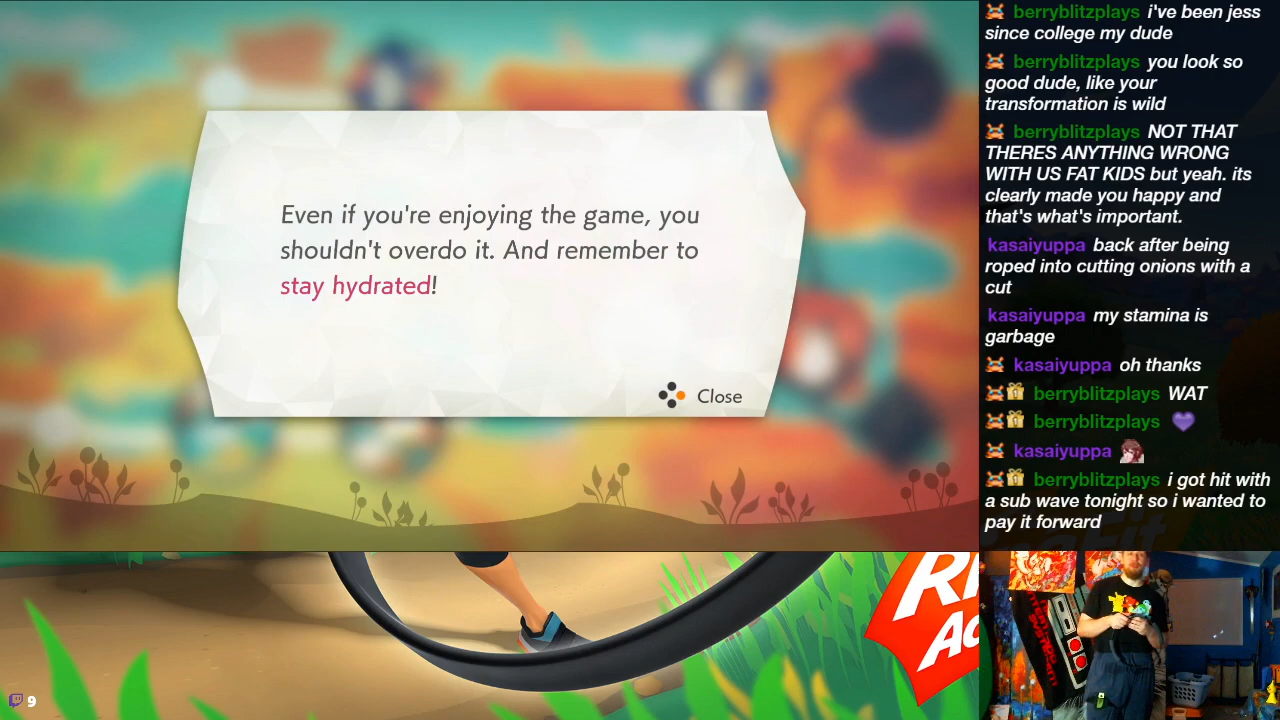 Even if you're enjoying the game, you
shouldn't overdo it. And remember to
stay hydrated!
Close
berryblitzplays i've been jess
since college my dude
berryblitzplays you look so
good dude, like your
transformation is wild
berryblitzplays NOT THAT
THERES ANYTHING WRONG
WITH US FAT KIDS but yeah. its
clearly made you happy and
that's what's important.
kasaiyuppa back after being
roped into cutting onions with a
cut
kasaiyuppa my stamina is
garbage
kasaiyuppa oh thanks
berryblitzplays WAT
berryblitzplays
kasaiyuppa
berryblitzplays i got hit with
a sub wave tonight so i wanted to
pay it forward
9